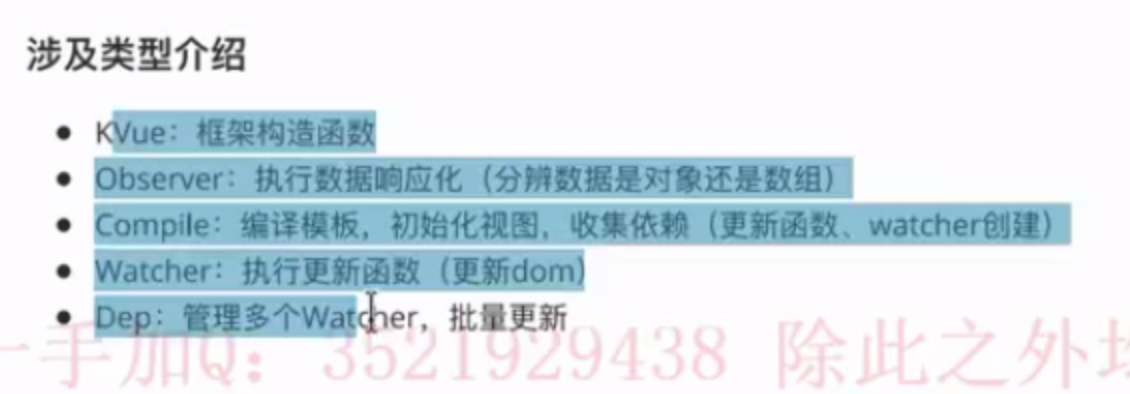 涉及类型介绍
KVue：框架构造函数
Observer：执行数据响应化（分辨数据是对象还是数组）
Compile：编译模板，初始化视图，收集依赖（更新函数、watcher创建）
Watcher：执行更新函数（更新dom）
Dep：管理多个Watcher，批量更新
一手加Q：3521929438 除此之外